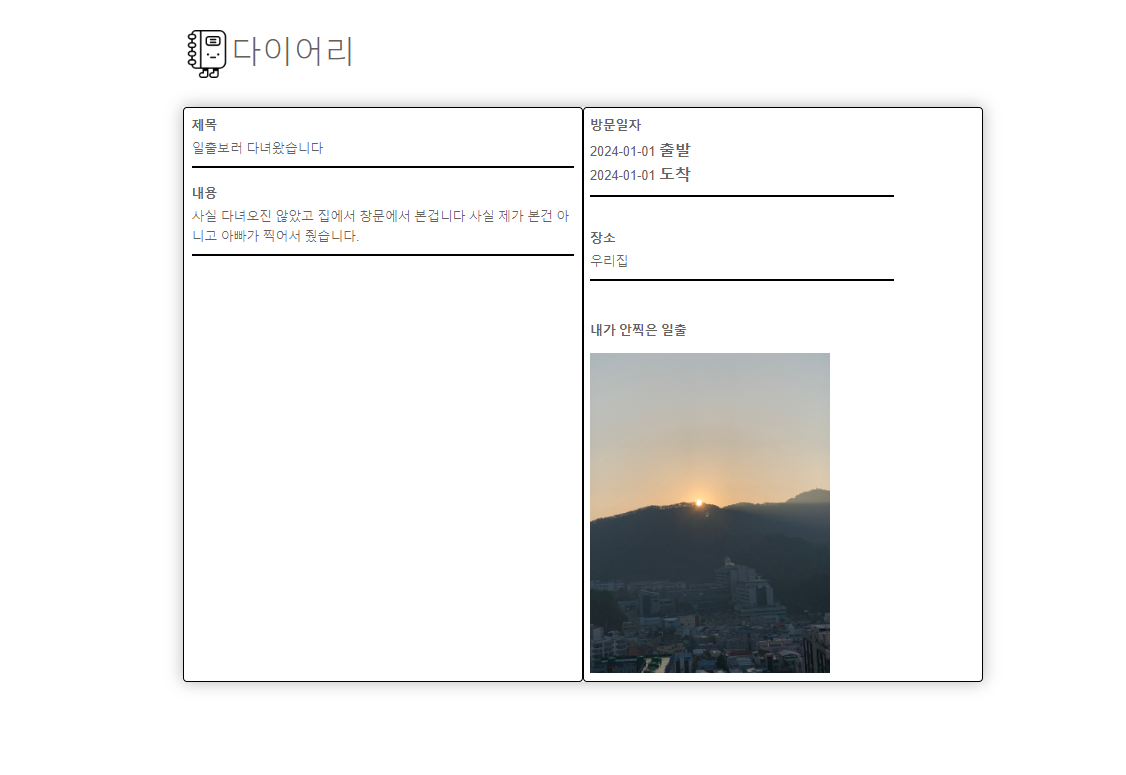 다이어리
제목
일출보러 다녀왔습니다
내용
사실 다녀오진 않았고 집에서 창문에서 본겁니다 사실 제가 본건 아
니고 아빠가 찍어서 줬습니다.
방문일자
2024-01-01 출발
2024-01-01 도착
장소
우리집
내가 안찍은 일출